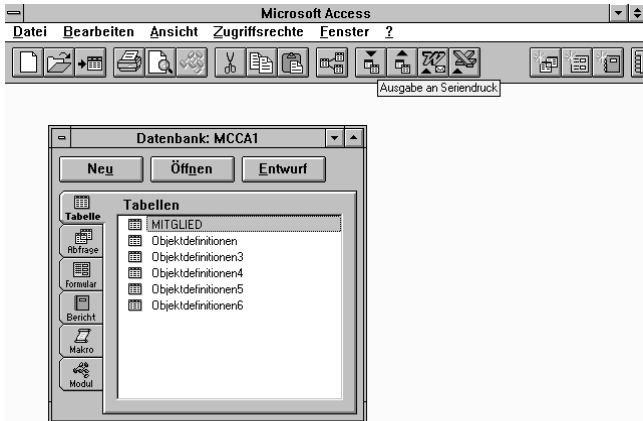 Microsoft Access
Datei Bearbeiten Ansicht Zugriffsrechte Fenster ?
Ausgabe an Seriendruck
Datenbank: MCCA1
Neu Öffnen Entwurf
Tabelle
Abfrage
Formular
Bericht
Makro
Modul
Tabellen
MITGLIED
Objektdefinitionen
Objektdefinitionen3
Objektdefinitionen4
Objektdefinitionen5
Objektdefinitionen6